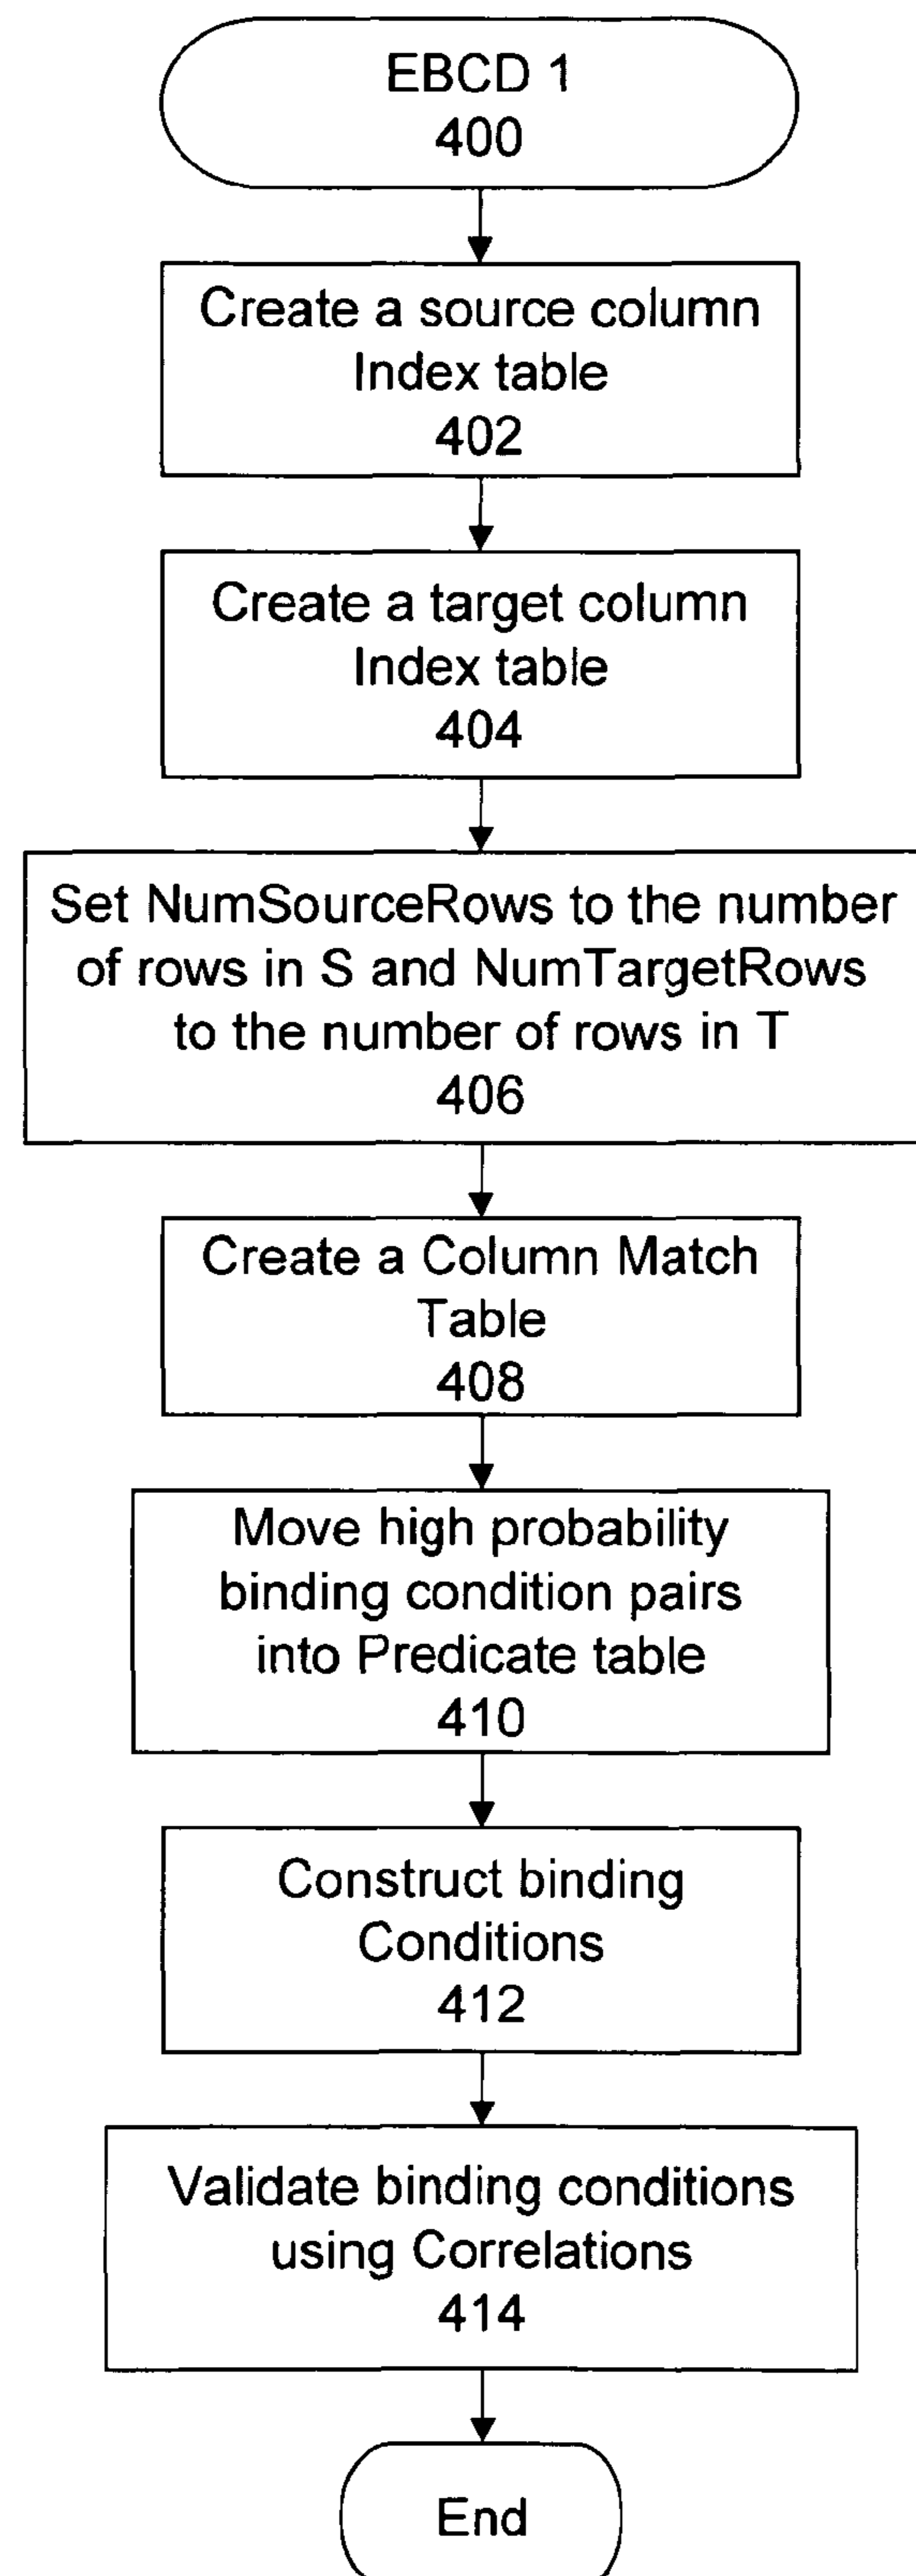 EBCD 1
400
Create a source column
Index table
402
Create a target column
Index table
404
Set NumSourceRows to the number
of rows in S and NumTargetRows
to the number of rows in T
406
Create a Column Match
Table
408
Move high probability
binding condition pairs
into Predicate table
410
Construct binding
Conditions
412
Validate binding conditions
using Correlations
414
End